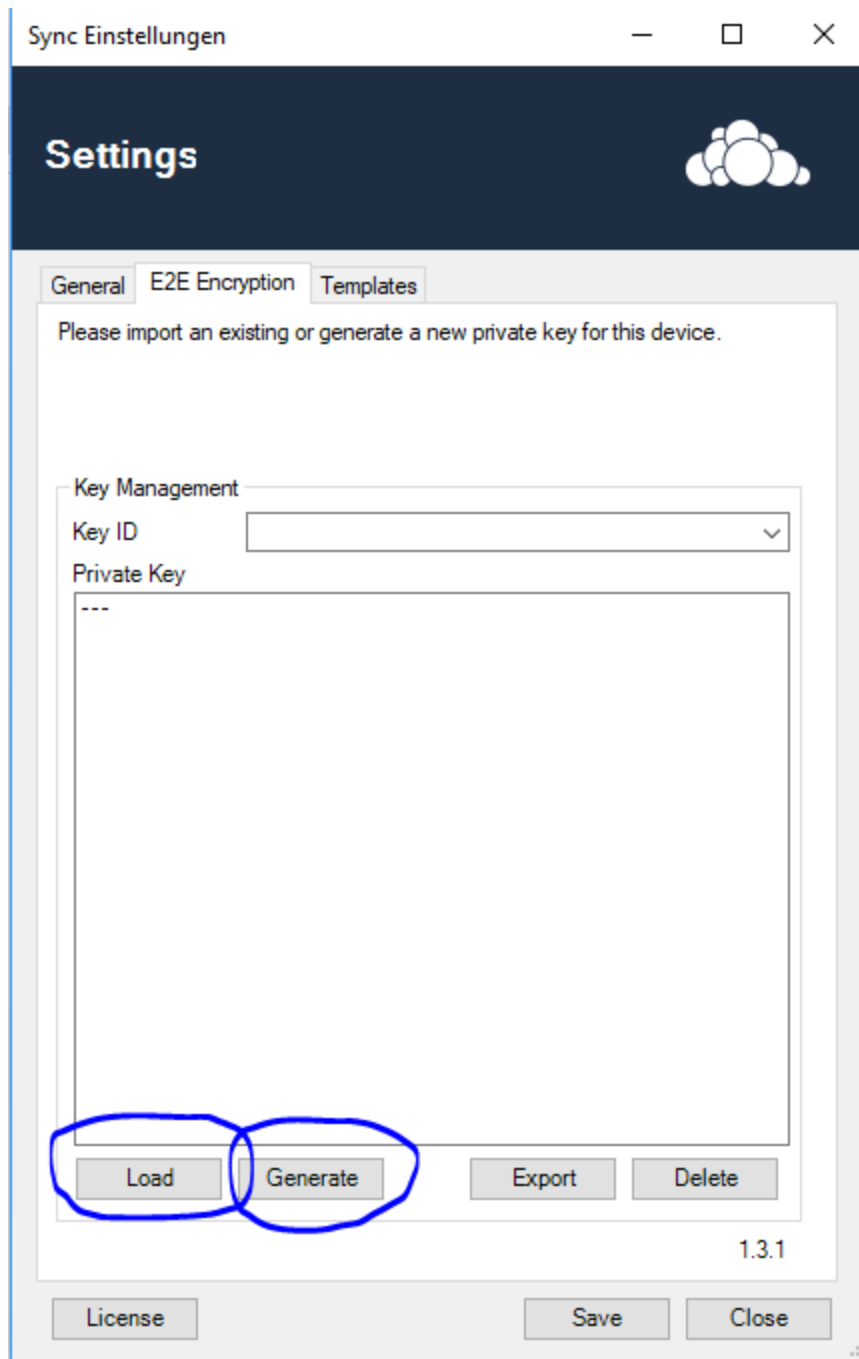 Sync Einstellungen
Settings
General E2E Encryption Templates
Please import an existing or generate a new private key for this device.
Key Management
Key ID
Private Key
---
Load Generate Export Delete
1.3.1
License Save Close